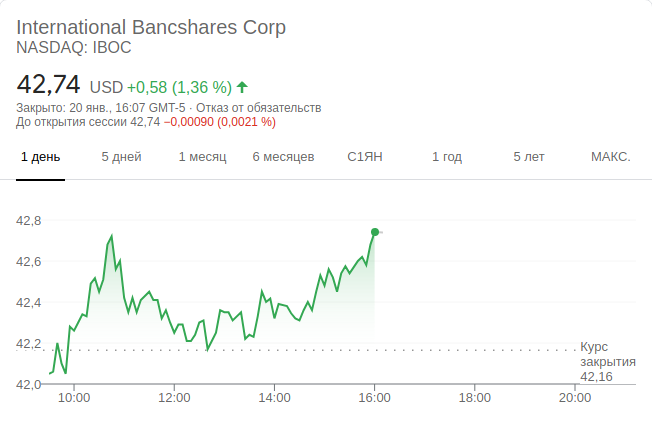 International Bancshares Corp
NASDAQ: IBOC
42,74 USD +0,58 (1,36 %)
Закрыто: 20 янв., 16:07 GMT-5 · Отказ от обязательств
До открытия сессии 42,74 −0,00090 (0,0021 %)
1 день 5 дней 1 месяц 6 месяцев С1ЯН 1 год 5 лет МАКС.
42,8
42,6
42,4
42,2
Курс
закрытия
42,16
42,0
10:00 12:00 14:00 16:00 18:00 20:00